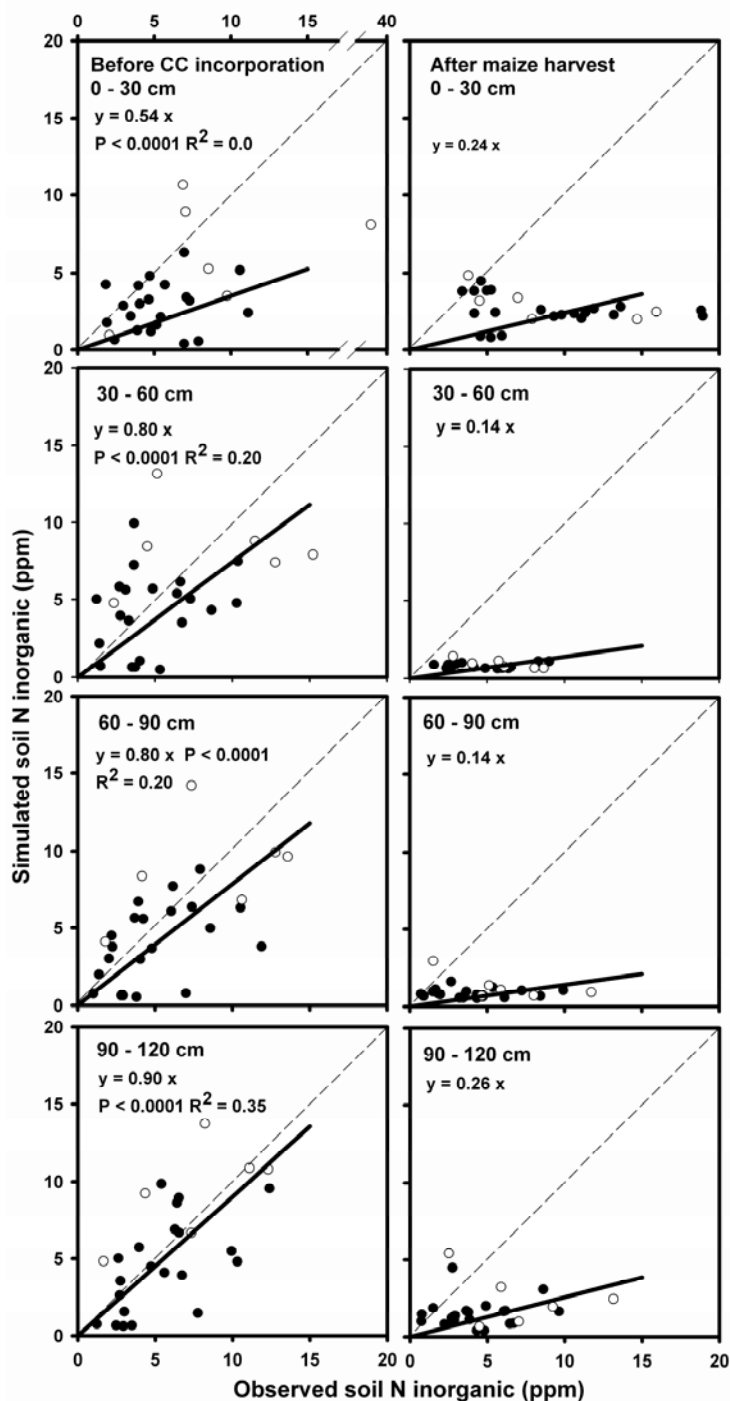 0 5 10 15 40
20
15
10
5
0
Before CC incorporation
0 - 30 cm
y = 0.54 x
P < 0.0001 R² = 0.0
After maize harvest
0 - 30 cm
y = 0.24 x
20
15
10
5
0
30 - 60 cm
y = 0.80 x
P < 0.0001 R² = 0.20
30 - 60 cm
y = 0.14 x
Simulated soil N inorganic (ppm)
20
15
10
5
0
60 - 90 cm
y = 0.80 x P < 0.0001
R² = 0.20
60 - 90 cm
y = 0.14 x
20
15
10
5
0
90 - 120 cm
y = 0.90 x
P < 0.0001 R² = 0.35
90 - 120 cm
y = 0.26 x
0 5 10 15 20 0 5 10 15 20
Observed soil N inorganic (ppm)